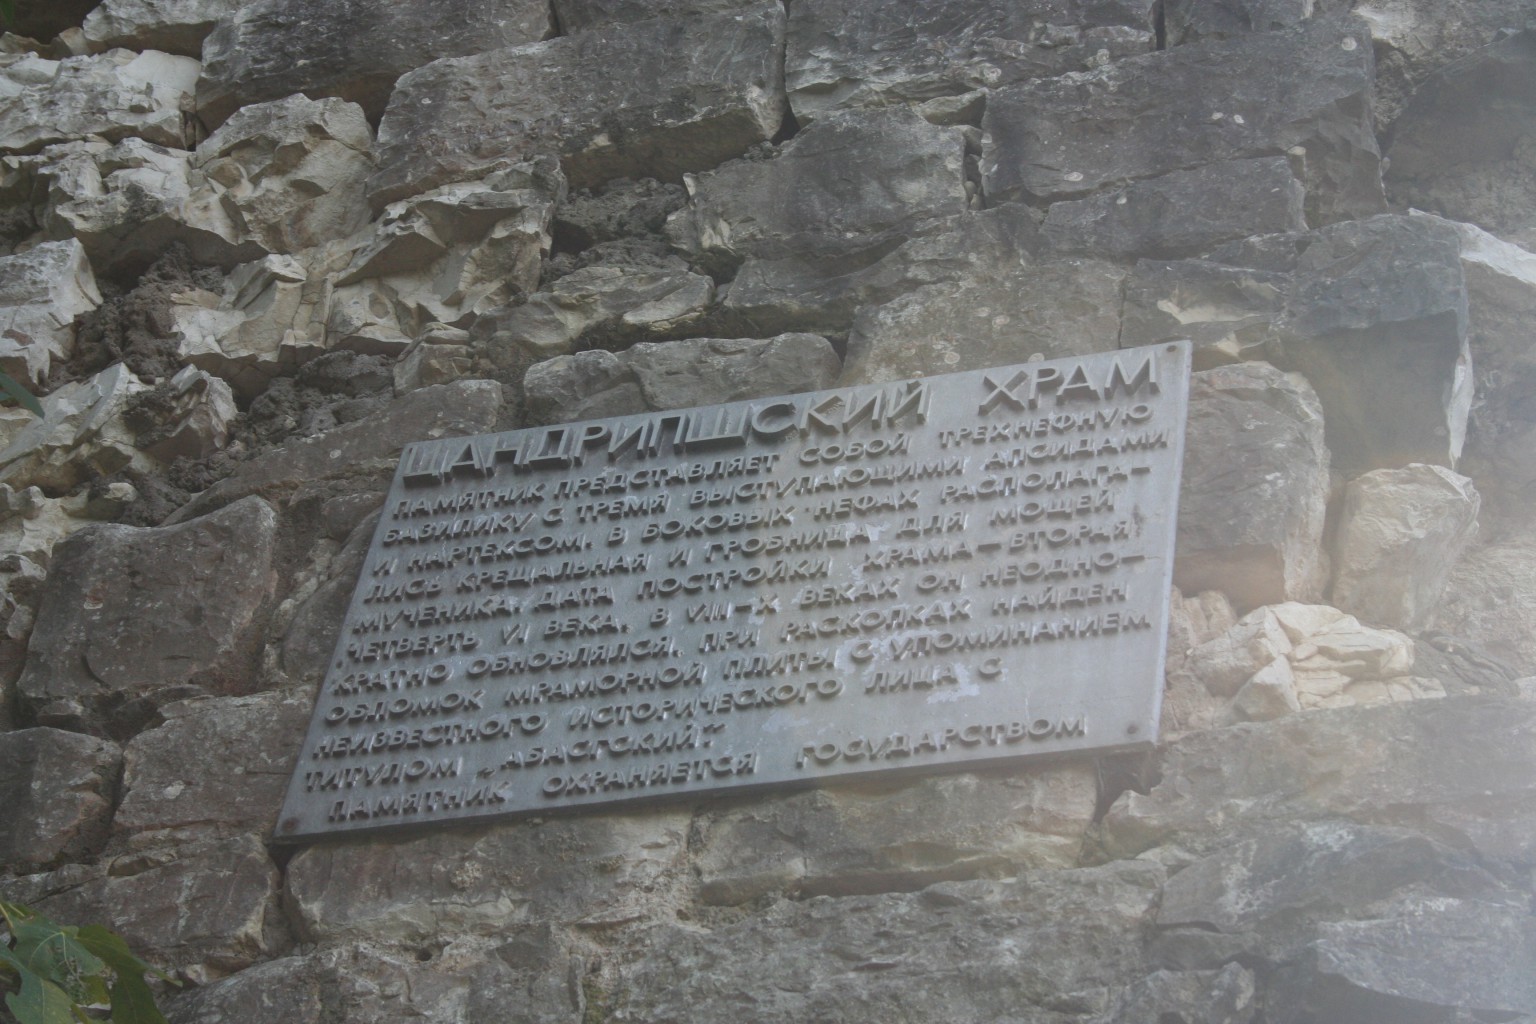 ЦАНДРИПШСКИЙ ХРАМ
ПАМЯТНИК ПРЕДСТАВЛЯЕТ СОБОЙ ТРЕХНЕФНУЮ
БАЗИЛИКУ С ТРЕМЯ ВЫСТУПАЮЩИМИ АПСИДАМИ
И НАРТЕКСОМ. В БОКОВЫХ НЕФАХ РАСПОЛАГА-
ЛИСЬ КРЕЩАЛЬНАЯ И ГРОБНИЦА ДЛЯ МОЩЕЙ
МУЧЕНИКА. ДАТА ПОСТРОЙКИ ХРАМА – ВТОРАЯ
ЧЕТВЕРТЬ VI ВЕКА. В VIII–X ВЕКАХ ОН НЕОДНО-
КРАТНО ОБНОВЛЯЛСЯ. ПРИ РАСКОПКАХ НАЙДЕН
ОБЛОМОК МРАМОРНОЙ ПЛИТЫ С УПОМИНАНИЕМ
НЕИЗВЕСТНОГО ИСТОРИЧЕСКОГО ЛИЦА С
ТИТУЛОМ „АБАСГСКИЙ".
ПАМЯТНИК ОХРАНЯЕТСЯ ГОСУДАРСТВОМ